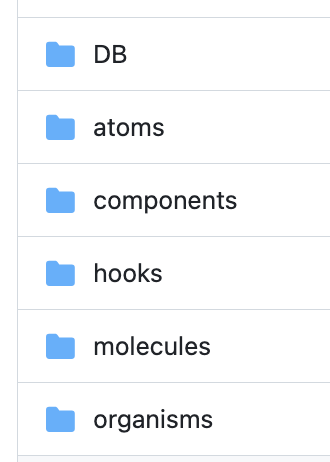 DB
atoms
components
hooks
molecules
organisms